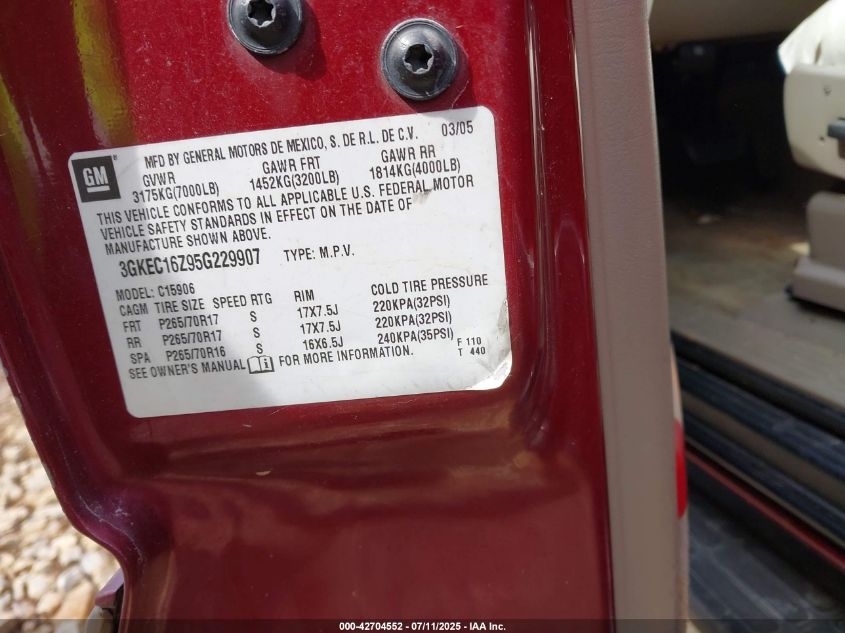 GM
MFD BY GENERAL MOTORS DE MEXICO, S. DE R.L. DE C.V. 03/05
GVWR GAWR FRT GAWR RR
3175KG(7000LB) 1452KG(3200LB) 1814KG(4000LB)
THIS VEHICLE CONFORMS TO ALL APPLICABLE U.S. FEDERAL MOTOR
VEHICLE SAFETY STANDARDS IN EFFECT ON THE DATE OF
MANUFACTURE SHOWN ABOVE.
3GKEC16Z95G229907 TYPE: M.P.V.
MODEL: C15906
CAGM TIRE SIZE SPEED RTG RIM COLD TIRE PRESSURE
FRT P265/70R17 S 17X7.5J 220KPA(32PSI)
RR P265/70R17 S 17X7.5J 220KPA(32PSI)
SPA P265/70R16 S 16X6.5J 240KPA(35PSI) F 110
SEE OWNER'S MANUAL FOR MORE INFORMATION. T 440
000-42704552 - 07/11/2025 - IAA Inc.